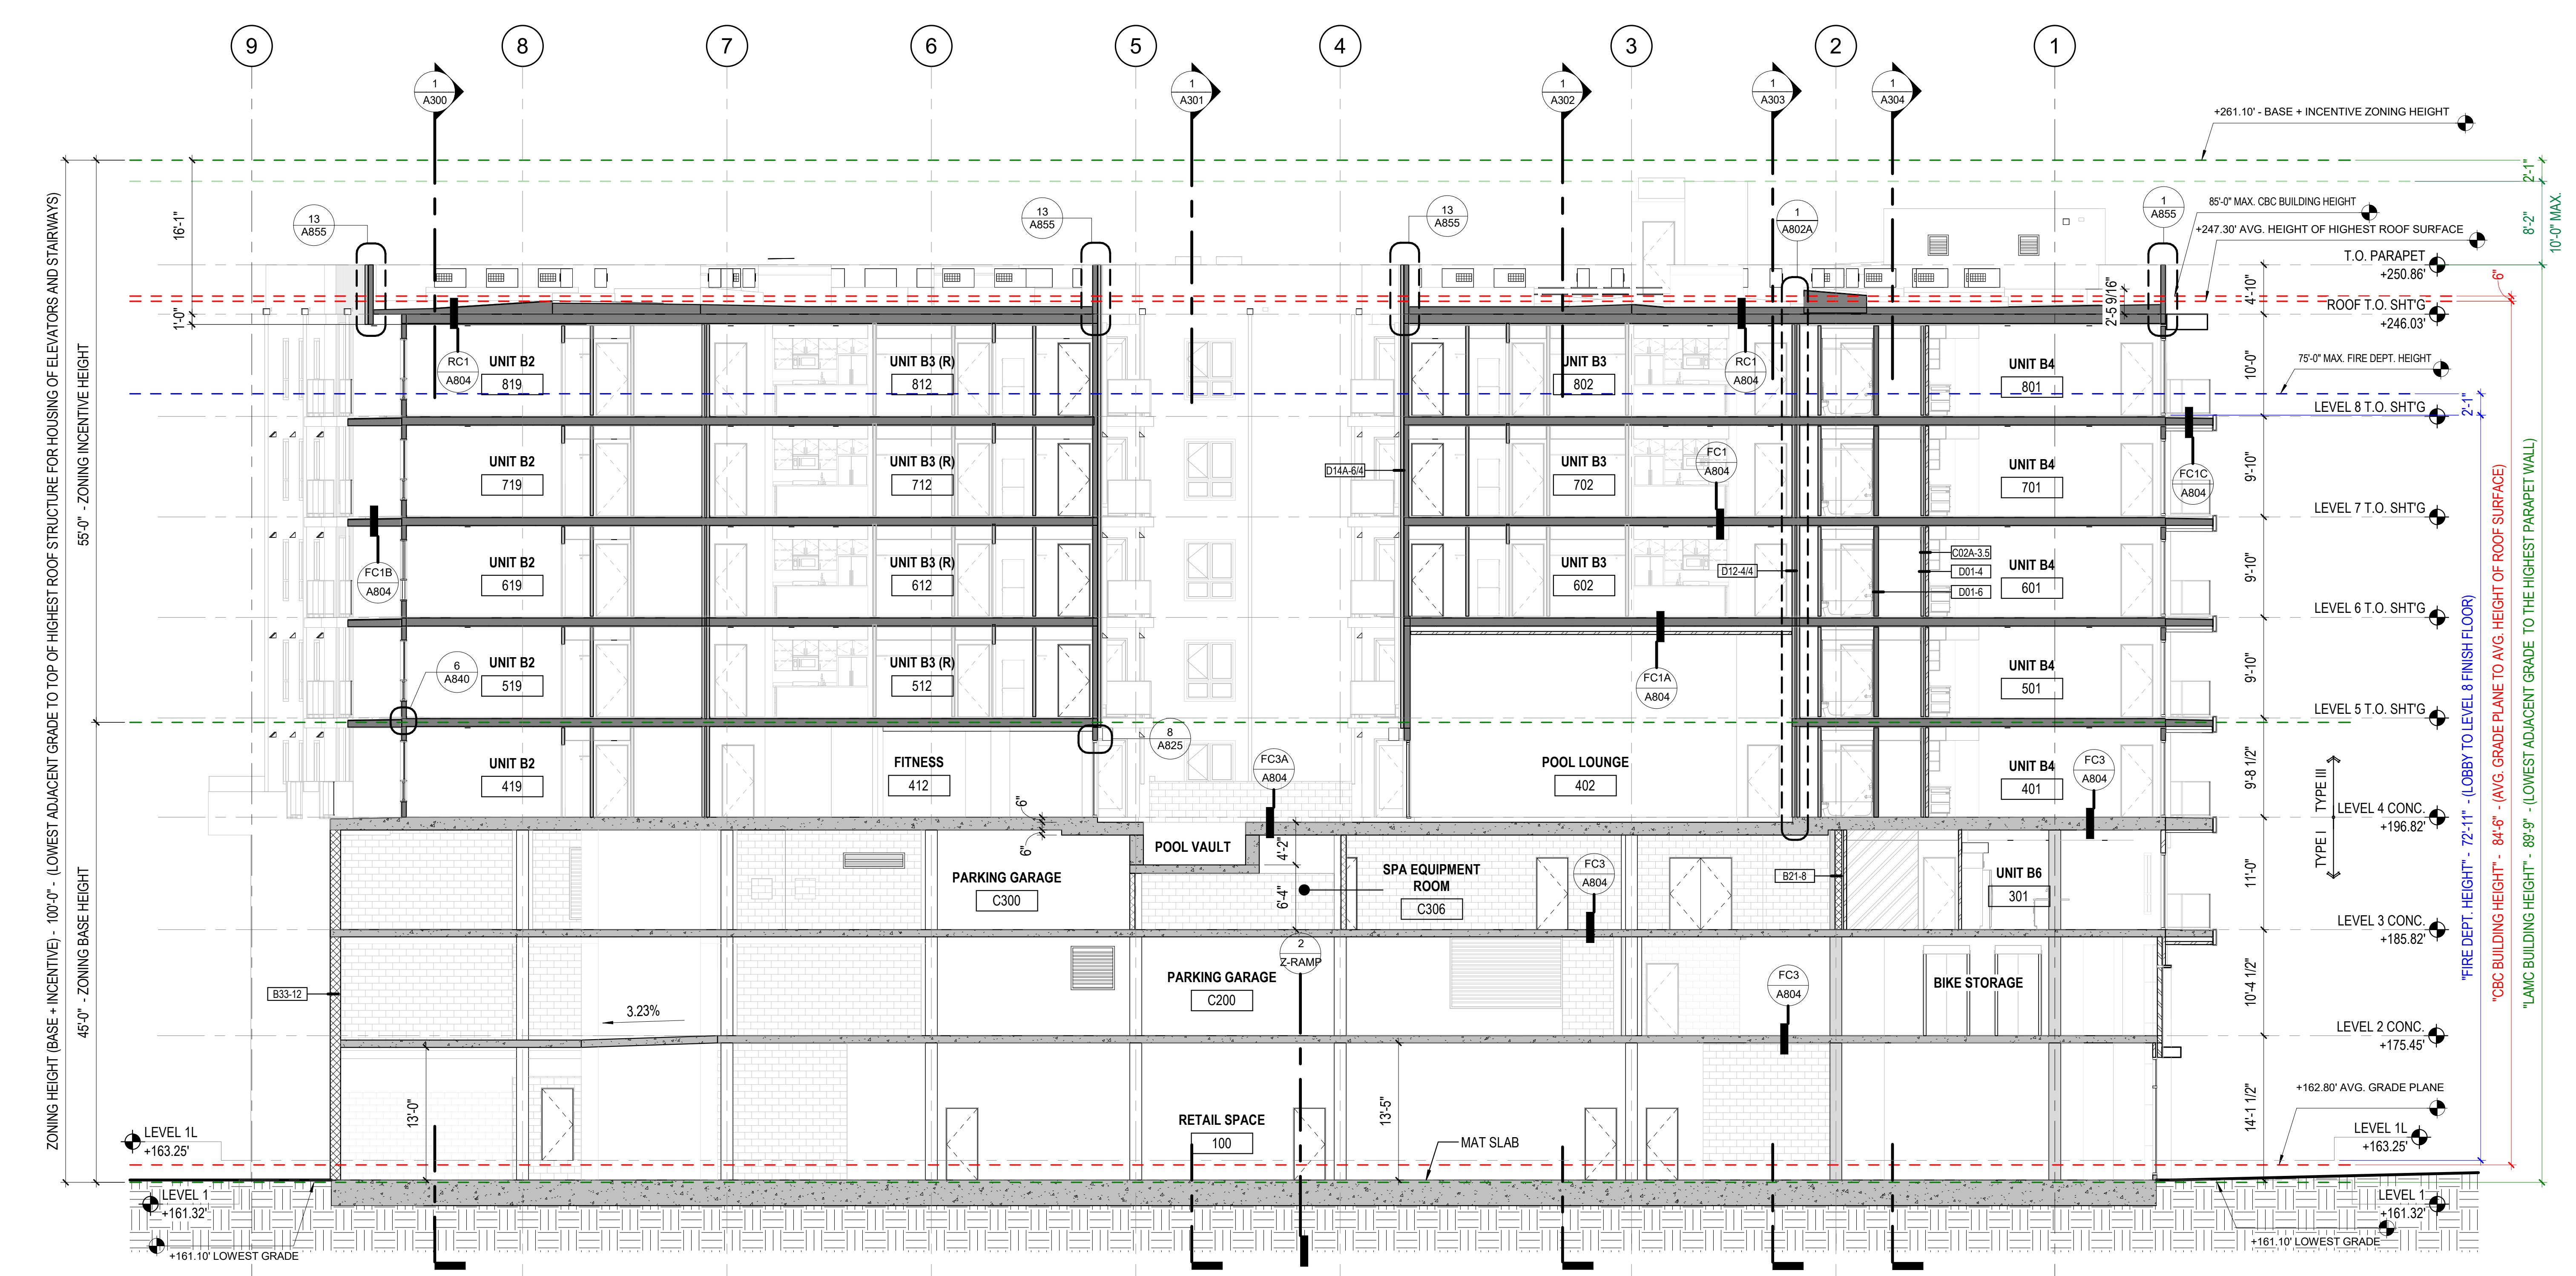 9
8
7
6
5
4
3
2
1
1
A300
1
A301
1
A302
1
A303
1
A304
+261.10' - BASE + INCENTIVE ZONING HEIGHT
2'-1"
85'-0" MAX. CBC BUILDING HEIGHT
8'-2"
10'-0" MAX.
+247.30' AVG. HEIGHT OF HIGHEST ROOF SURFACE
16'-1"
13
A855
13
A855
13
A855
1
A802A
1
A855
T.O. PARAPET
+250.86'
4'-10"
6"
1'-0"
2'-5 9/16"
ROOF T.O. SHT'G
+246.03'
RC1
A804
RC1
A804
UNIT B2
819
UNIT B3 (R)
812
UNIT B3
802
UNIT B4
801
10'-0"
75'-0" MAX. FIRE DEPT. HEIGHT
2'-1"
LEVEL 8 T.O. SHT'G
UNIT B2
719
UNIT B3 (R)
712
D14A-6/4
UNIT B3
702
FC1
A804
UNIT B4
701
FC1C
A804
9'-10"
LEVEL 7 T.O. SHT'G
FC1B
A804
UNIT B2
619
UNIT B3 (R)
612
UNIT B3
602
D12-4/4
C02A-3.5
D01-4
D01-6
UNIT B4
601
9'-10"
LEVEL 6 T.O. SHT'G
6
A840
UNIT B2
519
UNIT B3 (R)
512
FC1A
A804
UNIT B4
501
9'-10"
LEVEL 5 T.O. SHT'G
8
A825
UNIT B2
419
FITNESS
412
FC3A
A804
POOL LOUNGE
402
UNIT B4
401
FC3
A804
9'-8 1/2"
TYPE III
TYPE I
LEVEL 4 CONC.
+196.82'
6"
6"
POOL VAULT
4'-2"
6'-4"
PARKING GARAGE
C300
SPA EQUIPMENT
ROOM
C306
FC3
A804
B21-8
UNIT B6
301
11'-0"
LEVEL 3 CONC.
+185.82'
2
Z-RAMP
B33-12
3.23%
PARKING GARAGE
C200
FC3
A804
BIKE STORAGE
10'-4 1/2"
LEVEL 2 CONC.
+175.45'
+162.80' AVG. GRADE PLANE
13'-0"
13'-5"
14'-1 1/2"
RETAIL SPACE
100
MAT SLAB
LEVEL 1L
+163.25'
LEVEL 1L
+163.25'
LEVEL 1
+161.32'
LEVEL 1
+161.32'
+161.10' LOWEST GRADE
+161.10' LOWEST GRADE
ZONING HEIGHT (BASE + INCENTIVE) - 100'-0" - (LOWEST ADJACENT GRADE TO TOP OF HIGHEST ROOF STRUCTURE FOR HOUSING OF ELEVATORS AND STAIRWAYS)
55'-0" - ZONING INCENTIVE HEIGHT
45'-0" - ZONING BASE HEIGHT
"FIRE DEPT. HEIGHT" - 72'-11" - (LOBBY TO LEVEL 8 FINISH FLOOR)
"CBC BUILDING HEIGHT" - 84'-6" - (AVG. GRADE PLANE TO AVG. HEIGHT OF ROOF SURFACE)
"LAMC BUILDING HEIGHT" - 89'-9" - (LOWEST ADJACENT GRADE TO THE HIGHEST PARAPET WALL)